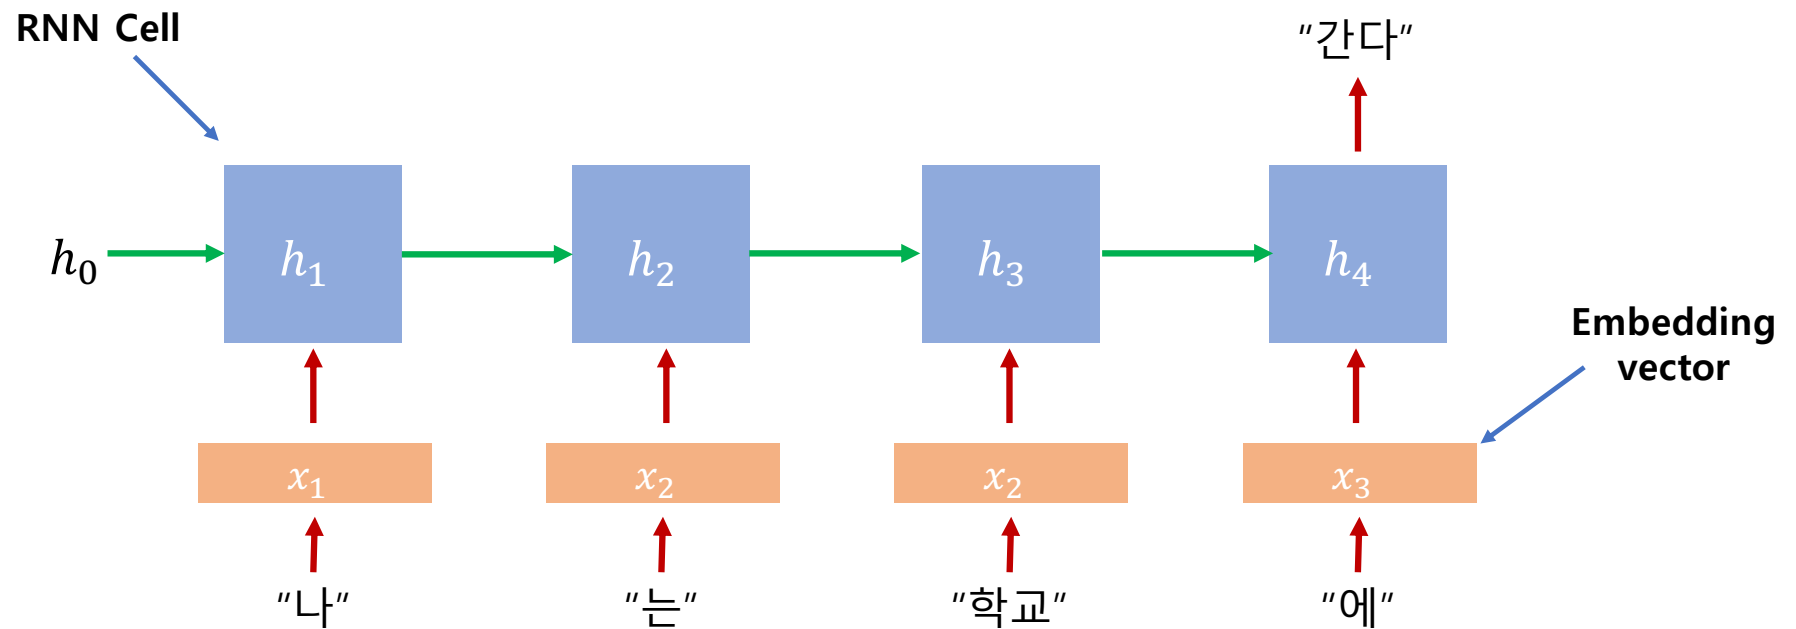 RNN Cell
"간다"
h₀
h₁
h₂
h₃
h₄
Embedding
vector
x₁
x₂
x₂
x₃
"나"
"는"
"학교"
"에"